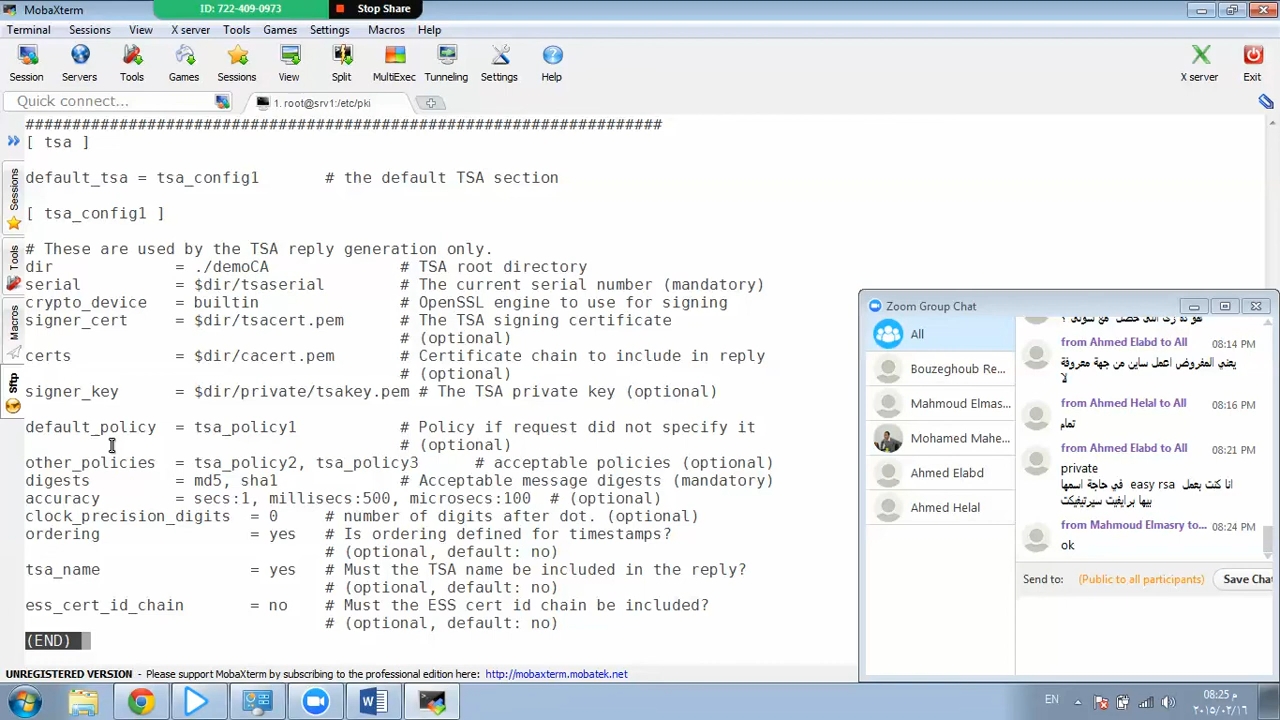 MobaXterm
ID: 722-409-0973
Stop Share
Terminal Sessions View X server Tools Games Settings Macros Help
Session Servers Tools Games Sessions View Split MultiExec Tunneling Settings Help X server Exit
Quick connect...
1. root@srv1:/etc/pki
Sessions
Tools
Macros
Sftp
####################################################################
[ tsa ]
default_tsa = tsa_config1 # the default TSA section
[ tsa_config1 ]
# These are used by the TSA reply generation only.
dir = ./demoCA # TSA root directory
serial = $dir/tsaserial # The current serial number (mandatory)
crypto_device = builtin # OpenSSL engine to use for signing
signer_cert = $dir/tsacert.pem # The TSA signing certificate
# (optional)
certs = $dir/cacert.pem # Certificate chain to include in reply
# (optional)
signer_key = $dir/private/tsakey.pem # The TSA private key (optional)
default_policy = tsa_policy1 # Policy if request did not specify it
# (optional)
other_policies = tsa_policy2, tsa_policy3 # acceptable policies (optional)
digests = md5, sha1 # Acceptable message digests (mandatory)
accuracy = secs:1, millisecs:500, microsecs:100 # (optional)
clock_precision_digits = 0 # number of digits after dot. (optional)
ordering = yes # Is ordering defined for timestamps?
# (optional, default: no)
tsa_name = yes # Must the TSA name be included in the reply?
# (optional, default: no)
ess_cert_id_chain = no # Must the ESS cert id chain be included?
# (optional, default: no)
(END)
Zoom Group Chat
All
Bouzeghoub Re...
Mahmoud Elmas...
Mohamed Mahe...
Ahmed Elabd
Ahmed Helal
from Ahmed Elabd to All 08:14 PM
يعني المفروض اعمل ساين من جهة معروفة
لا
from Ahmed Helal to All 08:16 PM
تمام
from Ahmed Elabd to All 08:21 PM
private
انا كنت بعمل easy rsa في حاجة اسمها
بيها برايفيت سيرتيفيكت
from Mahmoud Elmasry to... 08:24 PM
ok
Send to: (Public to all participants) Save Chat
UNREGISTERED VERSION - Please support MobaXterm by subscribing to the professional edition here: http://mobaxterm.mobatek.net
EN
08:25 م
٢٠١٥/٠٢/١٦